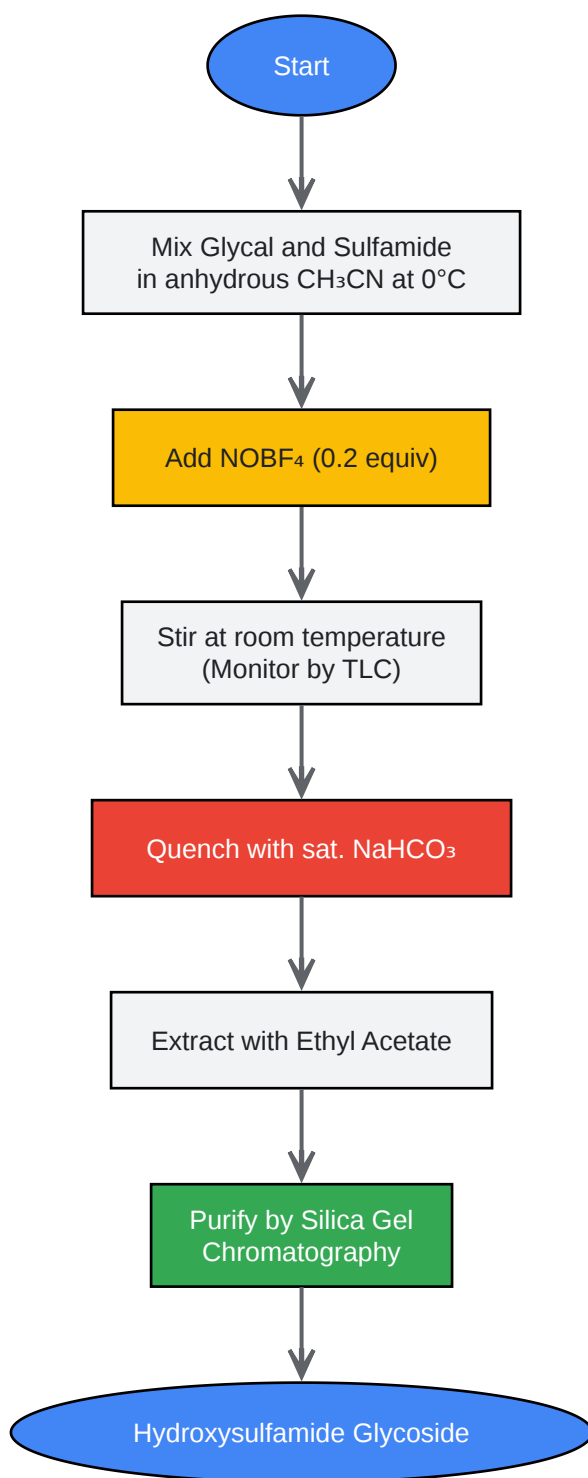 Start
Mix Glycal and Sulfamide
in anhydrous CH₃CN at 0°C
Add NOBF₄ (0.2 equiv)
Stir at room temperature
(Monitor by TLC)
Quench with sat. NaHCO₃
Extract with Ethyl Acetate
Purify by Silica Gel
Chromatography
Hydroxysulfamide Glycoside